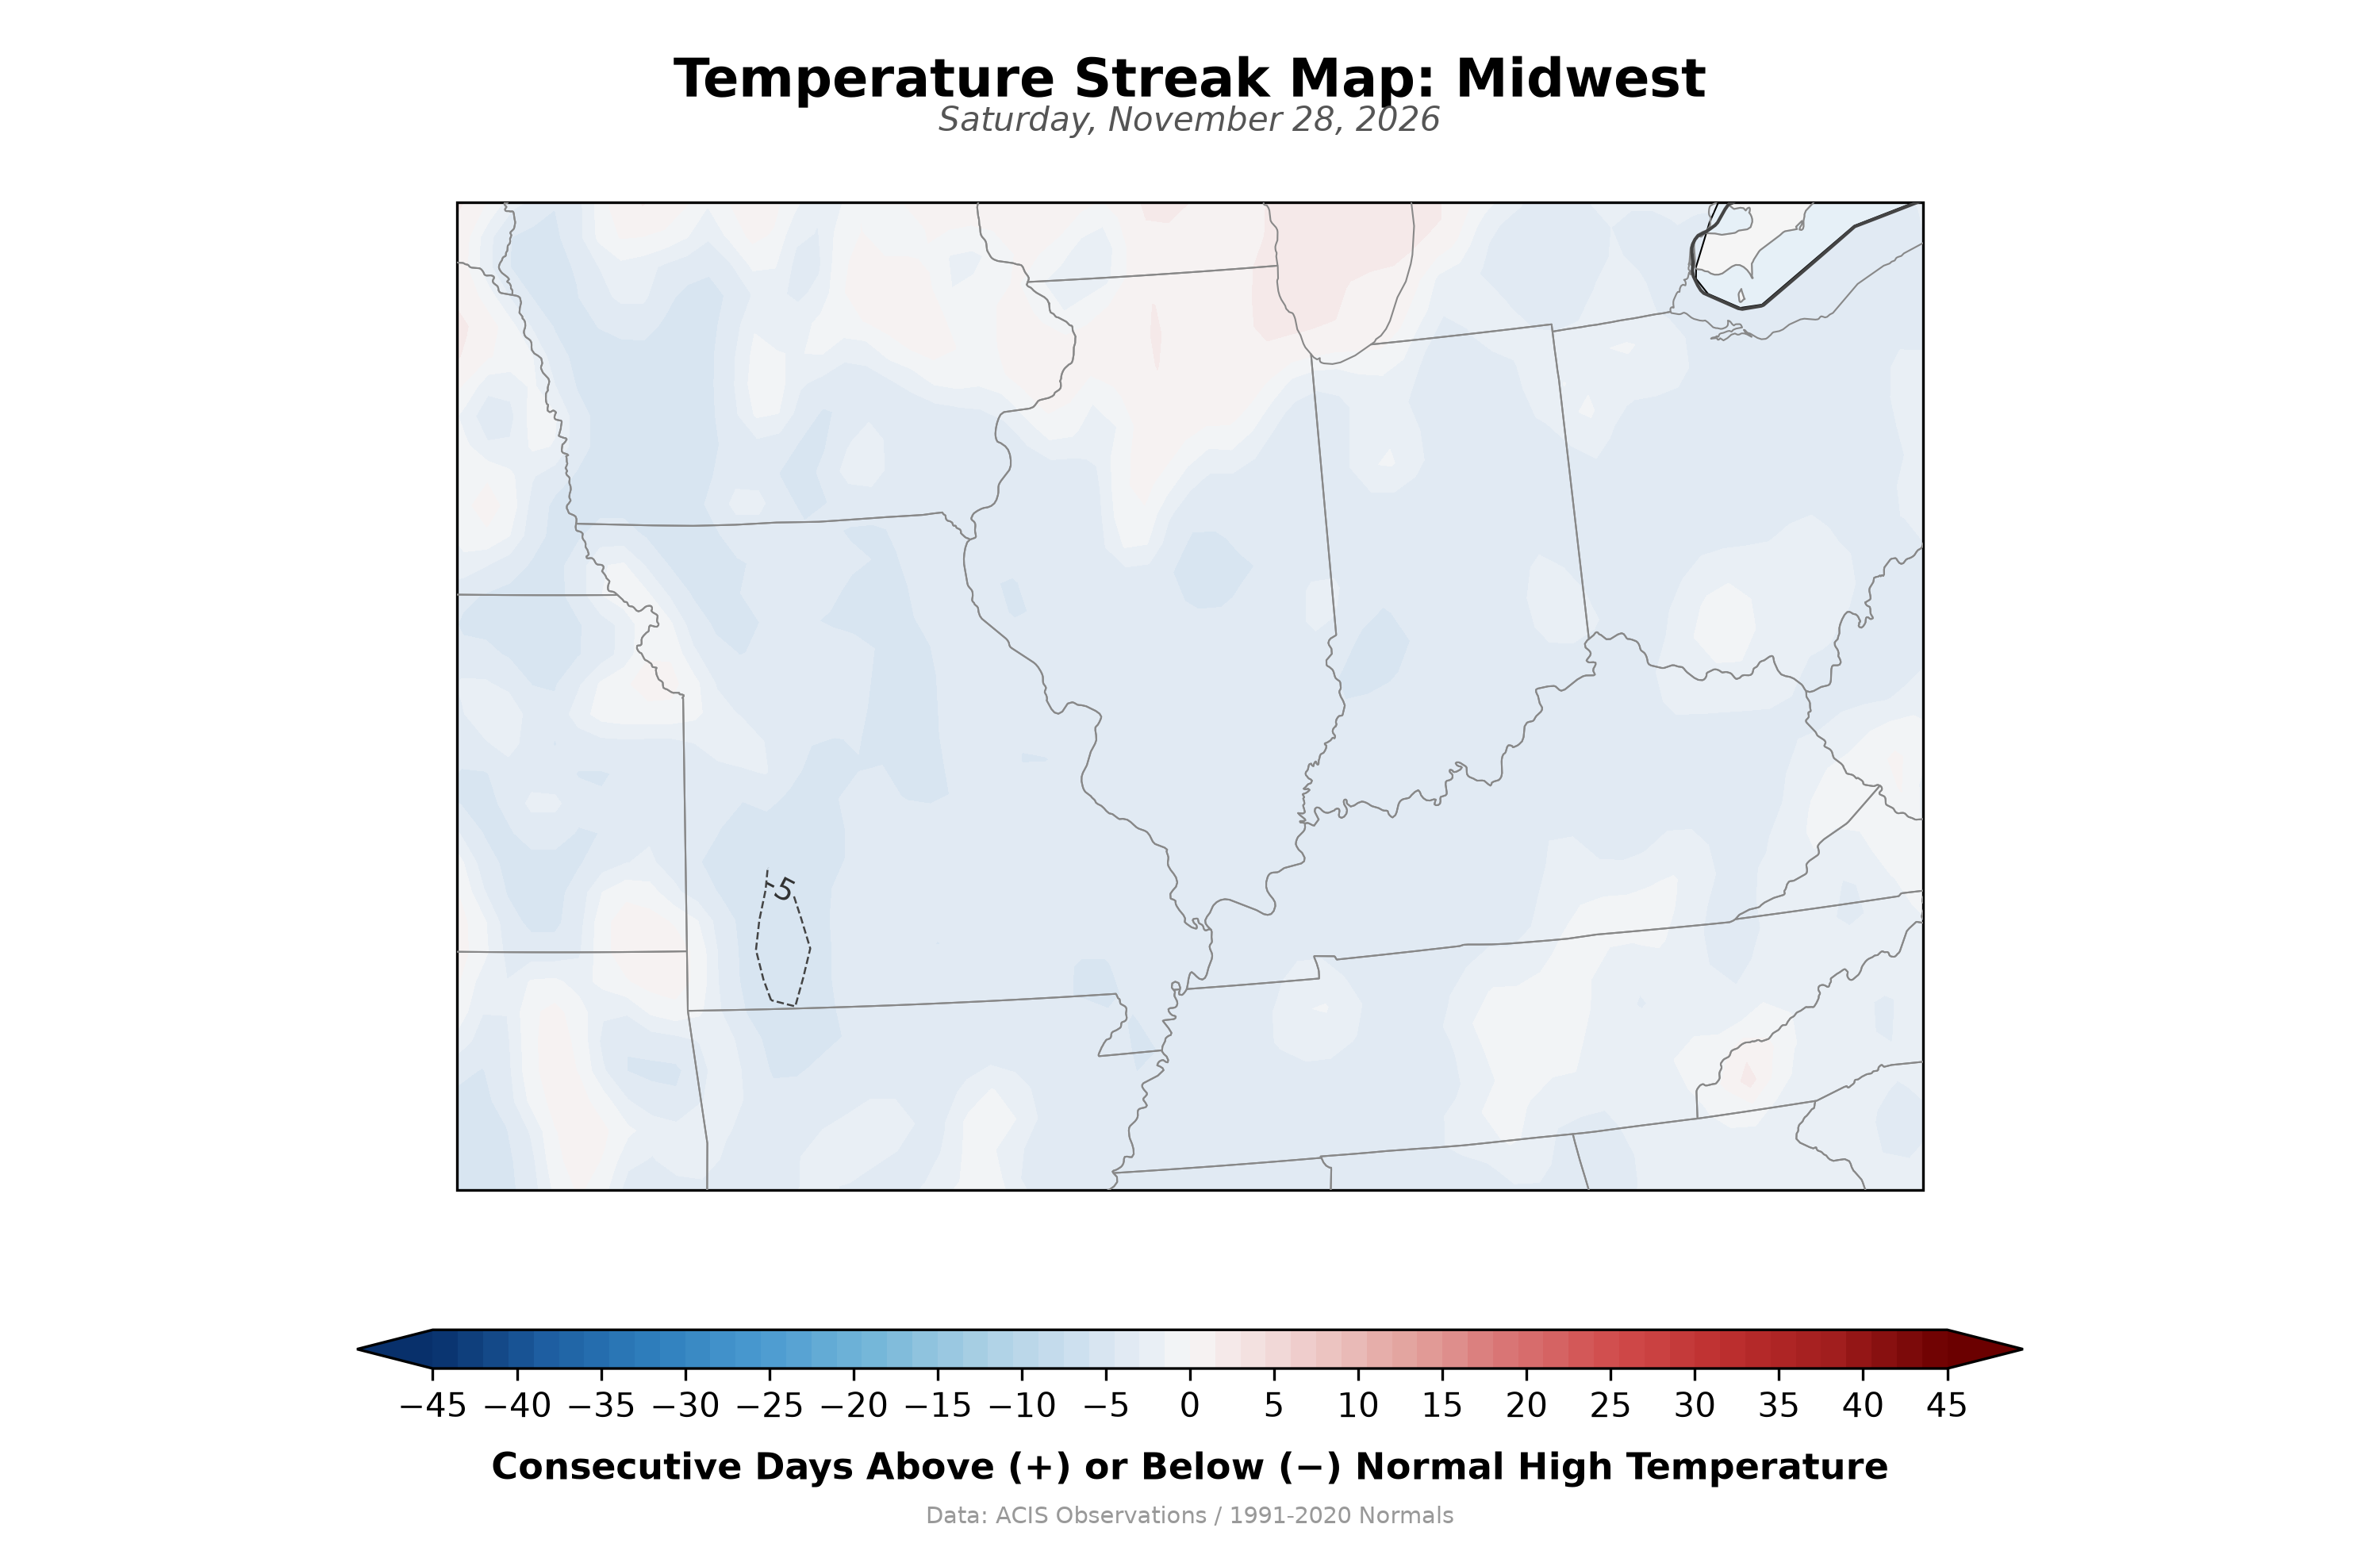 Temperature Streak Map: Midwest
Saturday, November 28, 2026
-5
−45 −40 −35 −30 −25 −20 −15 −10 −5 0 5 10 15 20 25 30 35 40 45
Consecutive Days Above (+) or Below (−) Normal High Temperature
Data: ACIS Observations / 1991-2020 Normals